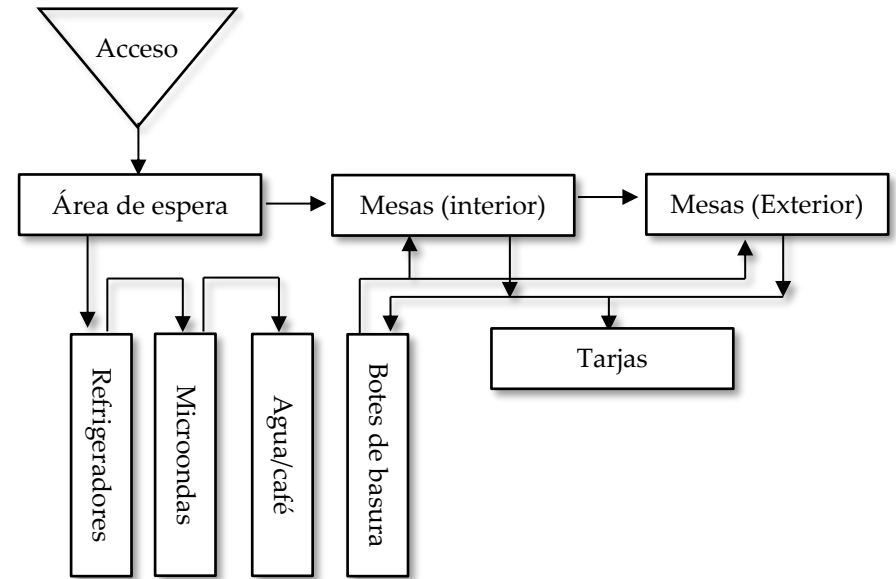 Acceso
Área de espera
Mesas (interior)
Mesas (Exterior)
Refrigeradores
Microondas
Agua/café
Botes de basura
Tarjas